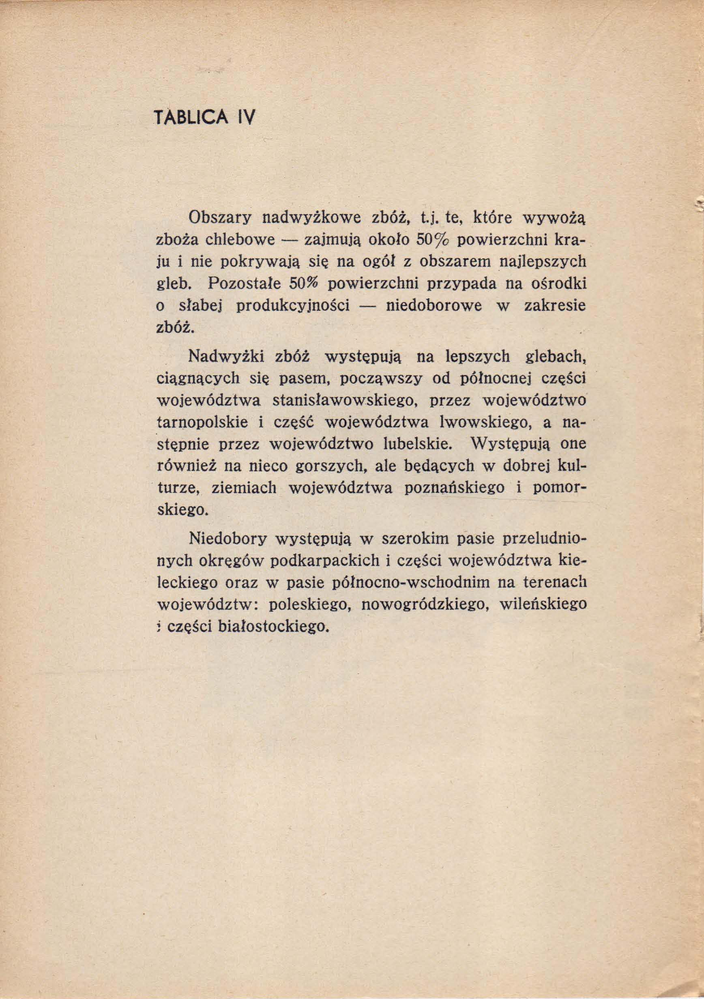 TABLICA IV
Obszary nadwyżkowe zbóż, t.j. te, które wywożą
zboża chlebowe — zajmują około 50% powierzchni kra-
ju i nie pokrywają się na ogół z obszarem najlepszych
gleb. Pozostałe 50% powierzchni przypada na ośrodki
o słabej produkcyjności — niedoborowe w zakresie
zbóż.
Nadwyżki zbóż występują na lepszych glebach,
ciągnących się pasem, począwszy od północnej części
województwa stanisławowskiego, przez województwo
tarnopolskie i część województwa lwowskiego, a na-
stępnie przez województwo lubelskie. Występują one
również na nieco gorszych, ale będących w dobrej kul-
turze, ziemiach województwa poznańskiego i pomor-
skiego.
Niedobory występują w szerokim pasie przeludnio-
nych okręgów podkarpackich i części województwa kie-
leckiego oraz w pasie północno-wschodnim na terenach
województw: poleskiego, nowogródzkiego, wileńskiego
i części białostockiego.